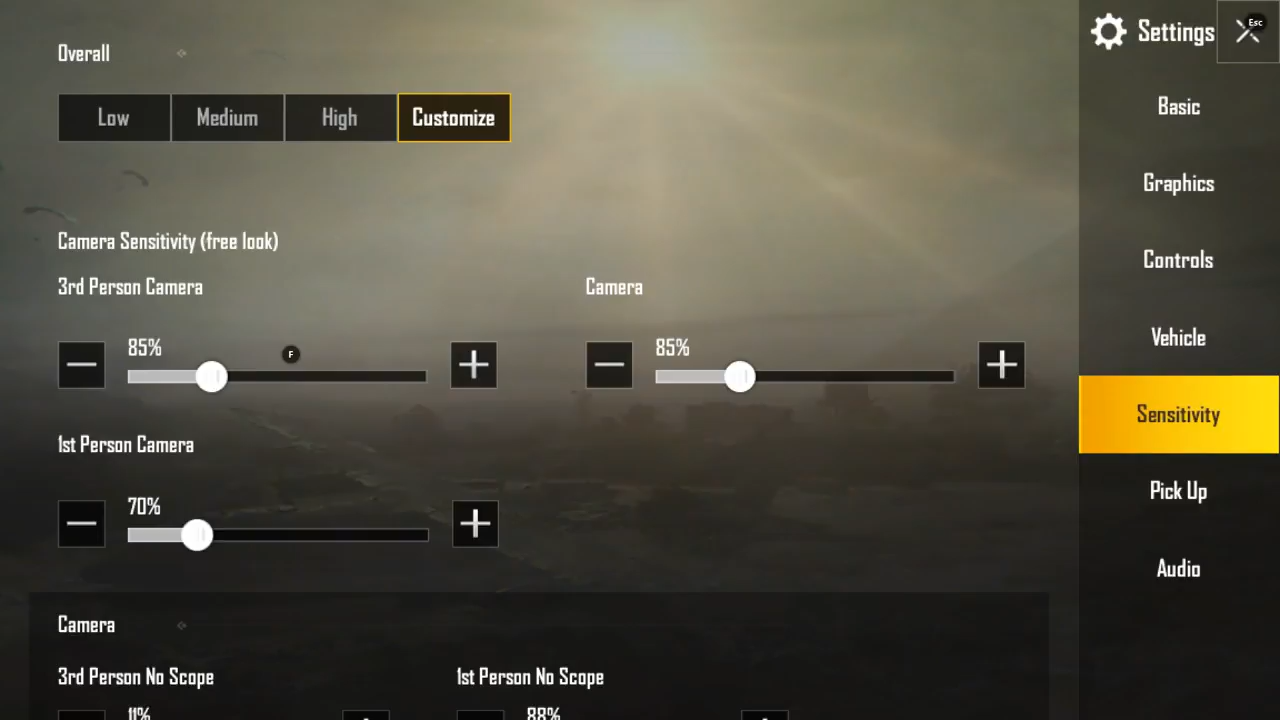 Overall
Low Medium High Customize
Camera Sensitivity (free look)
3rd Person Camera Camera
85% 85%
F
1st Person Camera
70%
Camera
3rd Person No Scope 1st Person No Scope
11% 88%
Settings Esc
Basic
Graphics
Controls
Vehicle
Sensitivity
Pick Up
Audio